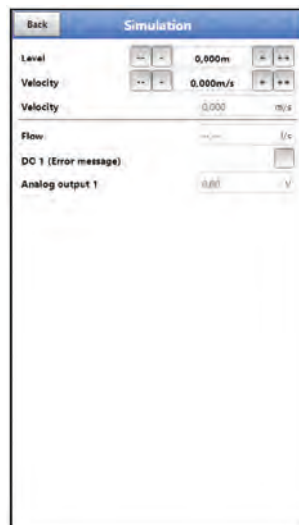 Back Simulation
Level -- - 0,000m + ++
Velocity -- - 0,000m/s + ++
Velocity 0,000 m/s
Flow --,-- l/s
DO 1 (Error message)
Analog output 1 0,00 V